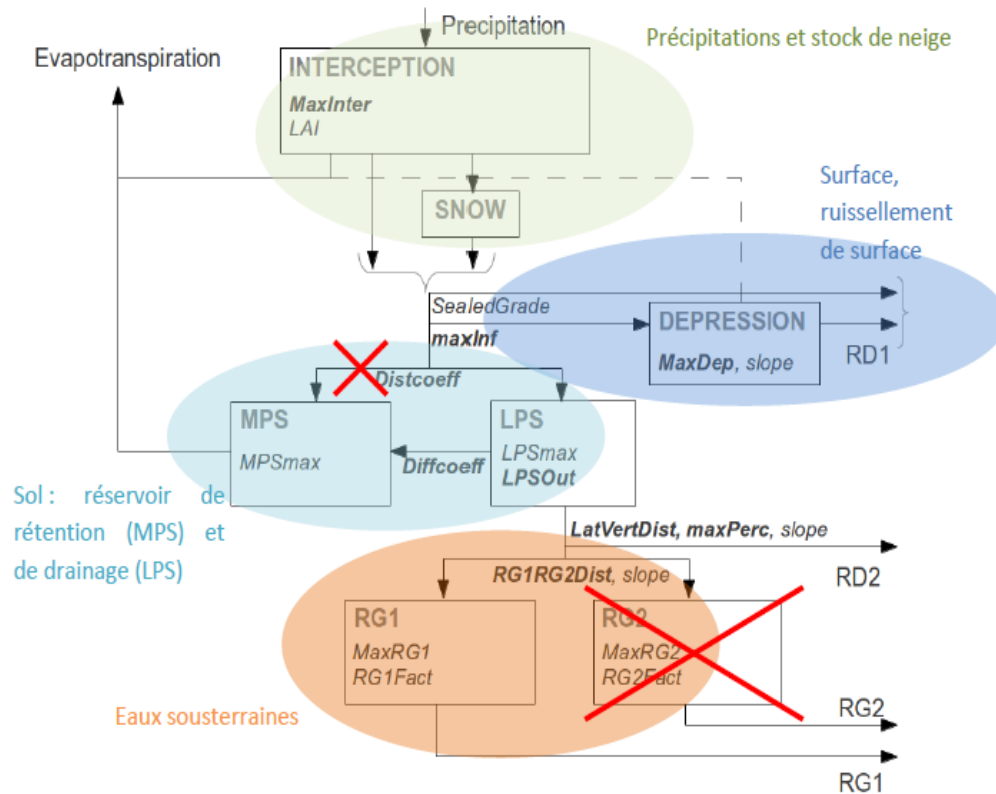 Precipitation
Précipitations et stock de neige
Evapotranspiration
INTERCEPTION
MaxInter
LAI
SNOW
Surface,
ruissellement
de surface
SealedGrade
maxInf
DEPRESSION
MaxDep, slope
RD1
Distcoeff
MPS
MPSmax
LPS
LPSmax
LPSOut
Diffcoeff
Sol : réservoir de
rétention (MPS) et
de drainage (LPS)
LatVertDist, maxPerc, slope
RD2
RG1RG2Dist, slope
RG1
MaxRG1
RG1Fact
RG2
MaxRG2
RG2Fact
Eaux sousterraines
RG2
RG1